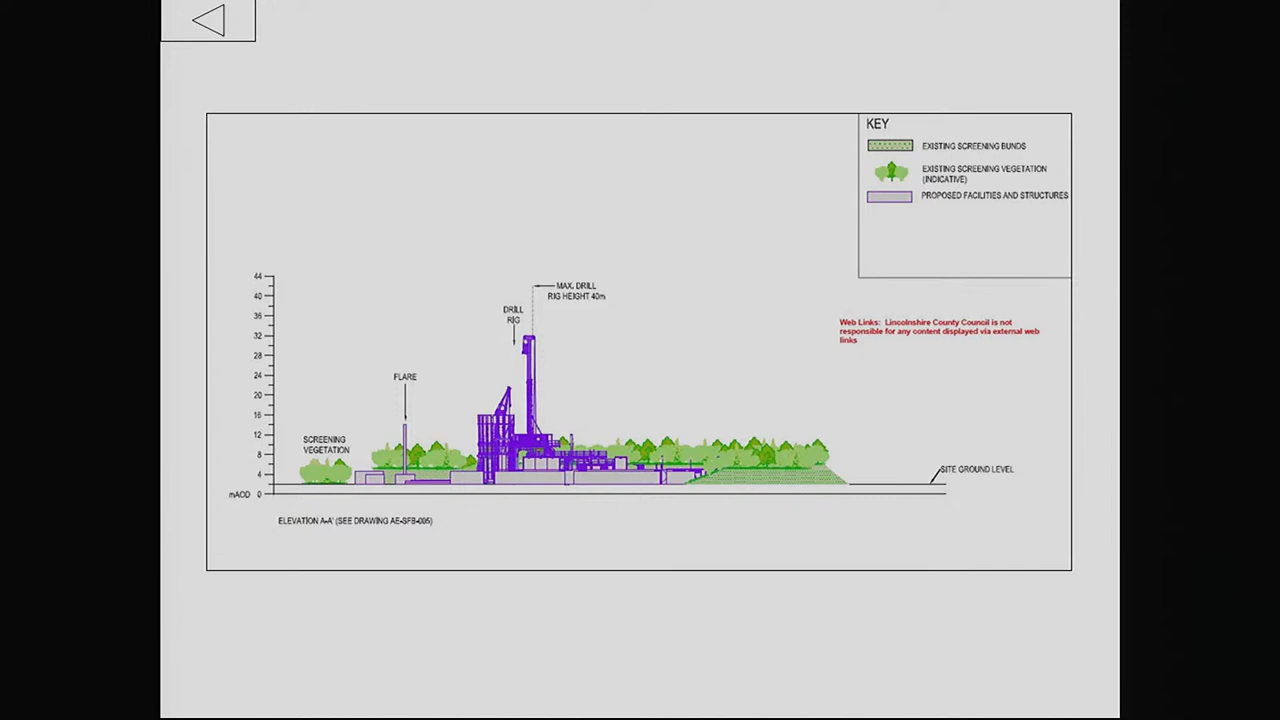 KEY
EXISTING SCREENING BUNDS
EXISTING SCREENING VEGETATION
(INDICATIVE)
PROPOSED FACILITIES AND STRUCTURES
44
40
36
32
28
24
20
16
12
8
4
mAOD 0
MAX. DRILL
RIG HEIGHT 40m
DRILL
RIG
FLARE
SCREENING
VEGETATION
Web Links: Lincolnshire County Council is not
responsible for any content displayed via external web
links
SITE GROUND LEVEL
ELEVATION A-A' (SEE DRAWING AE-SFB-005)